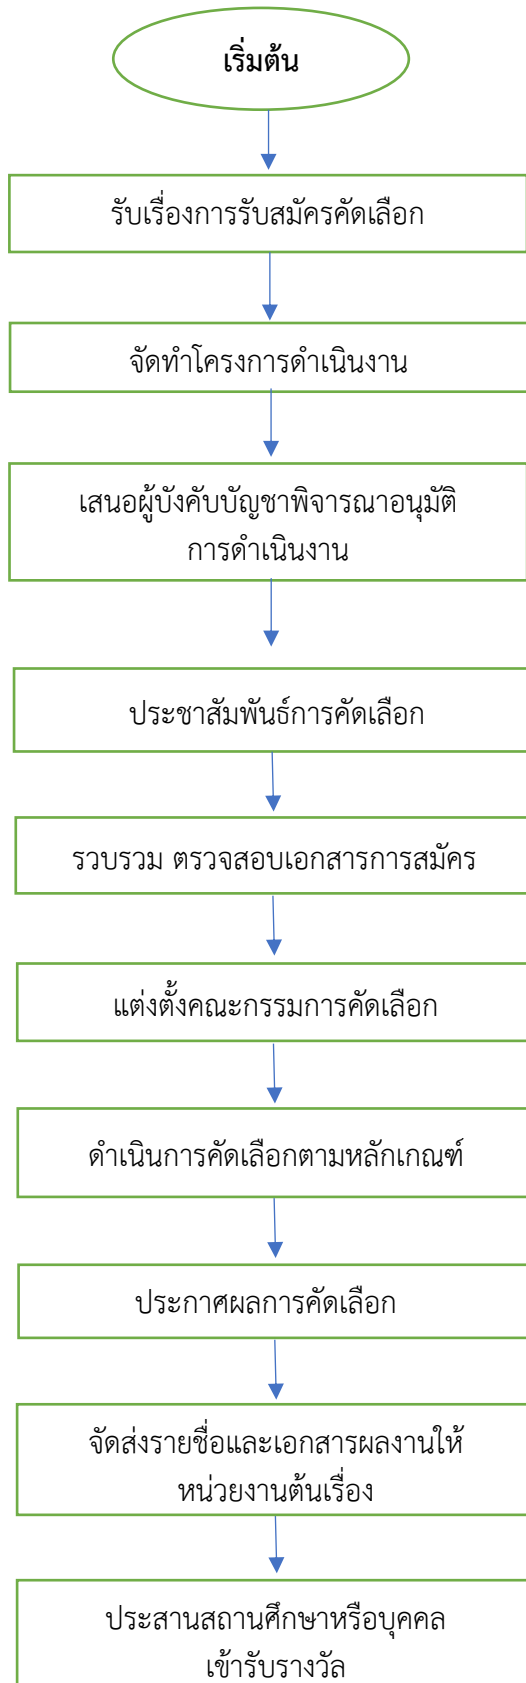 เริ่มต้น
รับเรื่องการรับสมัครคัดเลือก
จัดทำโครงการดำเนินงาน
เสนอผู้บังคับบัญชาพิจารณาอนุมัติ
การดำเนินงาน
ประชาสัมพันธ์การคัดเลือก
รวบรวม ตรวจสอบเอกสารการสมัคร
แต่งตั้งคณะกรรมการคัดเลือก
ดำเนินการคัดเลือกตามหลักเกณฑ์
ประกาศผลการคัดเลือก
จัดส่งรายชื่อและเอกสารผลงานให้
หน่วยงานต้นเรื่อง
ประสานสถานศึกษาหรือบุคคล
เข้ารับรางวัล